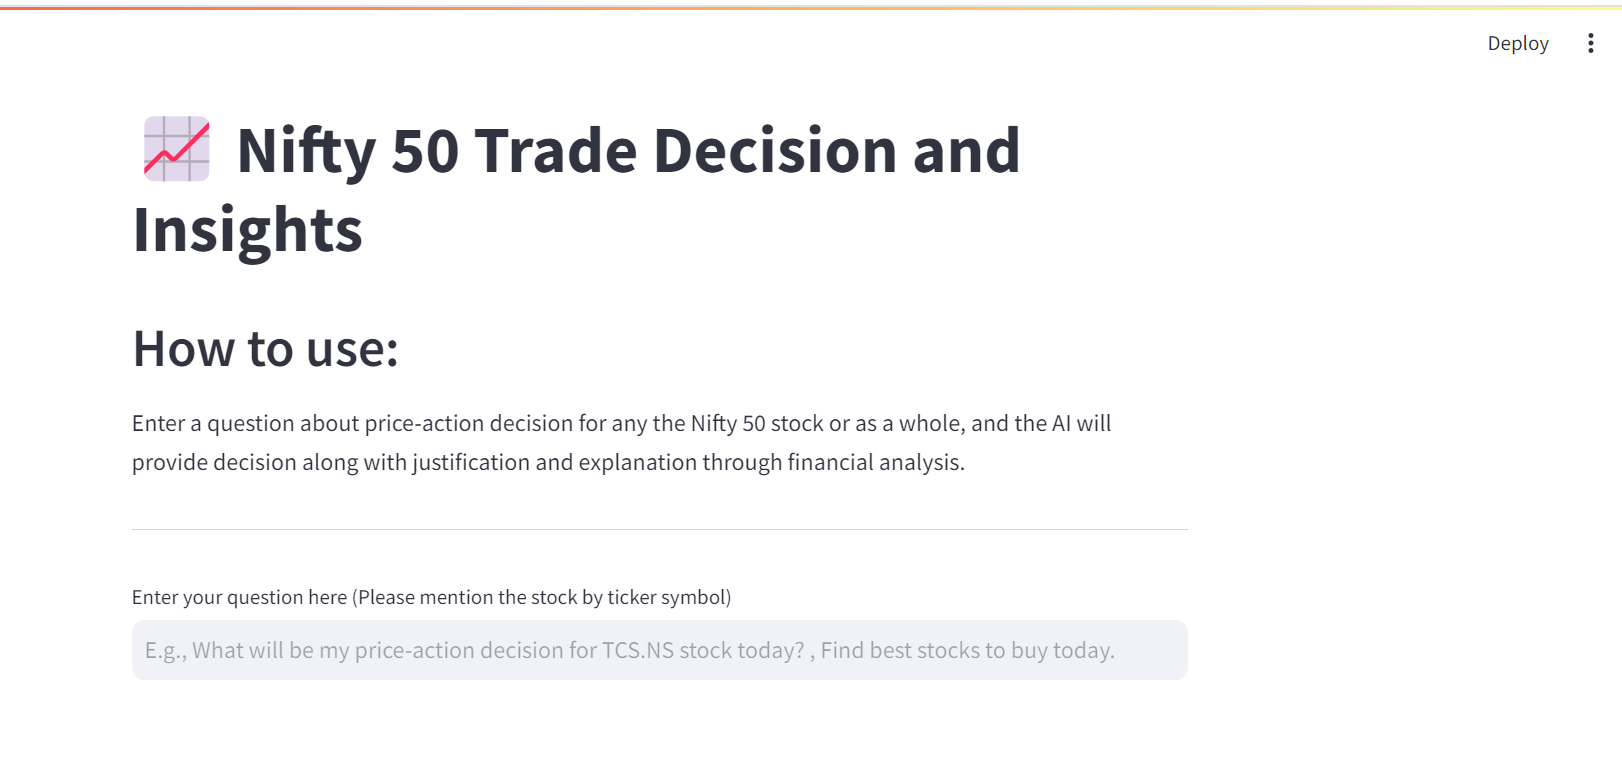 Deploy
Nifty 50 Trade Decision and
Insights
How to use:
Enter a question about price-action decision for any the Nifty 50 stock or as a whole, and the AI will
provide decision along with justification and explanation through financial analysis.
Enter your question here (Please mention the stock by ticker symbol)
E.g., What will be my price-action decision for TCS.NS stock today? , Find best stocks to buy today.